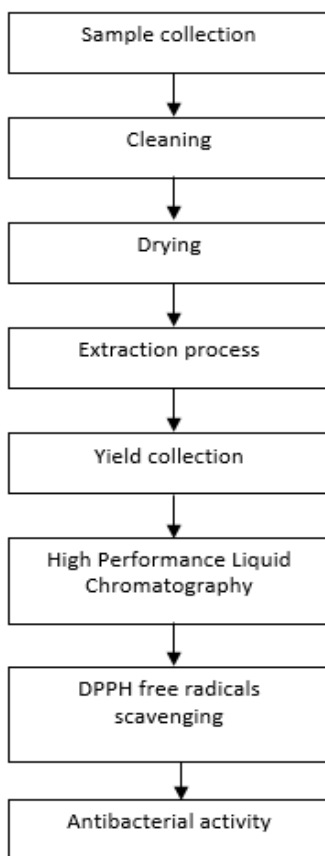 Sample collection
Cleaning
Drying
Extraction process
Yield collection
High Performance Liquid
Chromatography
DPPH free radicals
scavenging
Antibacterial activity